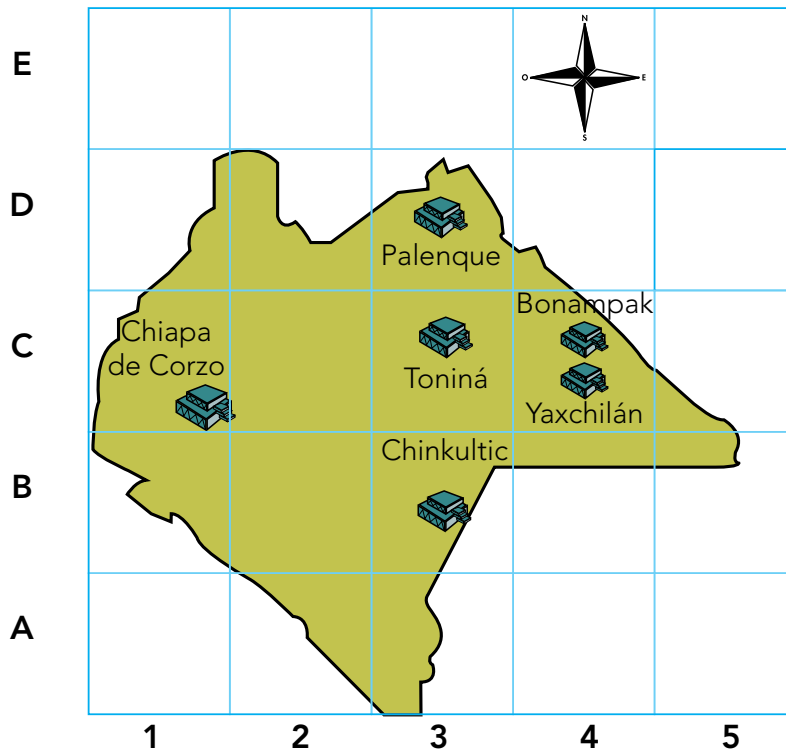 E
N
O
E
S
D
Palenque
Bonampak
C
Chiapa
de Corzo
Toniná
Yaxchilán
Chinkultic
B
A
1 2 3 4 5